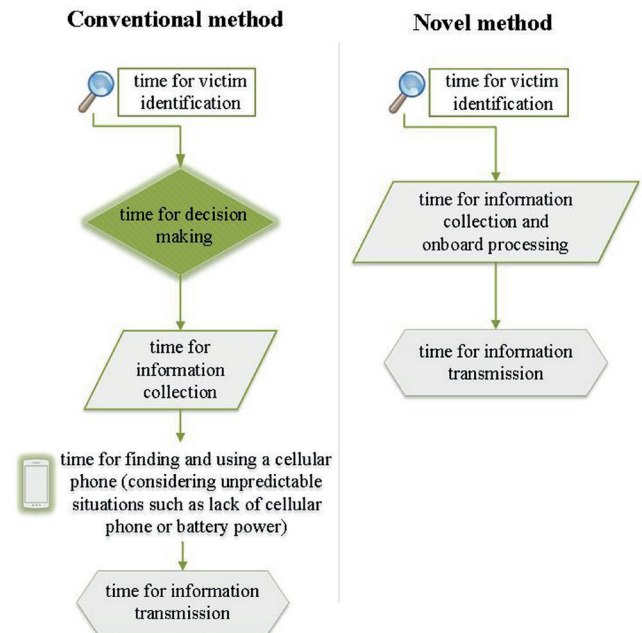 Conventional method
time for victim
identification
time for decision
making
time for
information
collection
time for finding and using a cellular
phone (considering unpredictable
situations such as lack of cellular
phone or battery power)
time for information
transmission
Novel method
time for victim
identification
time for information
collection and
onboard processing
time for information
transmission